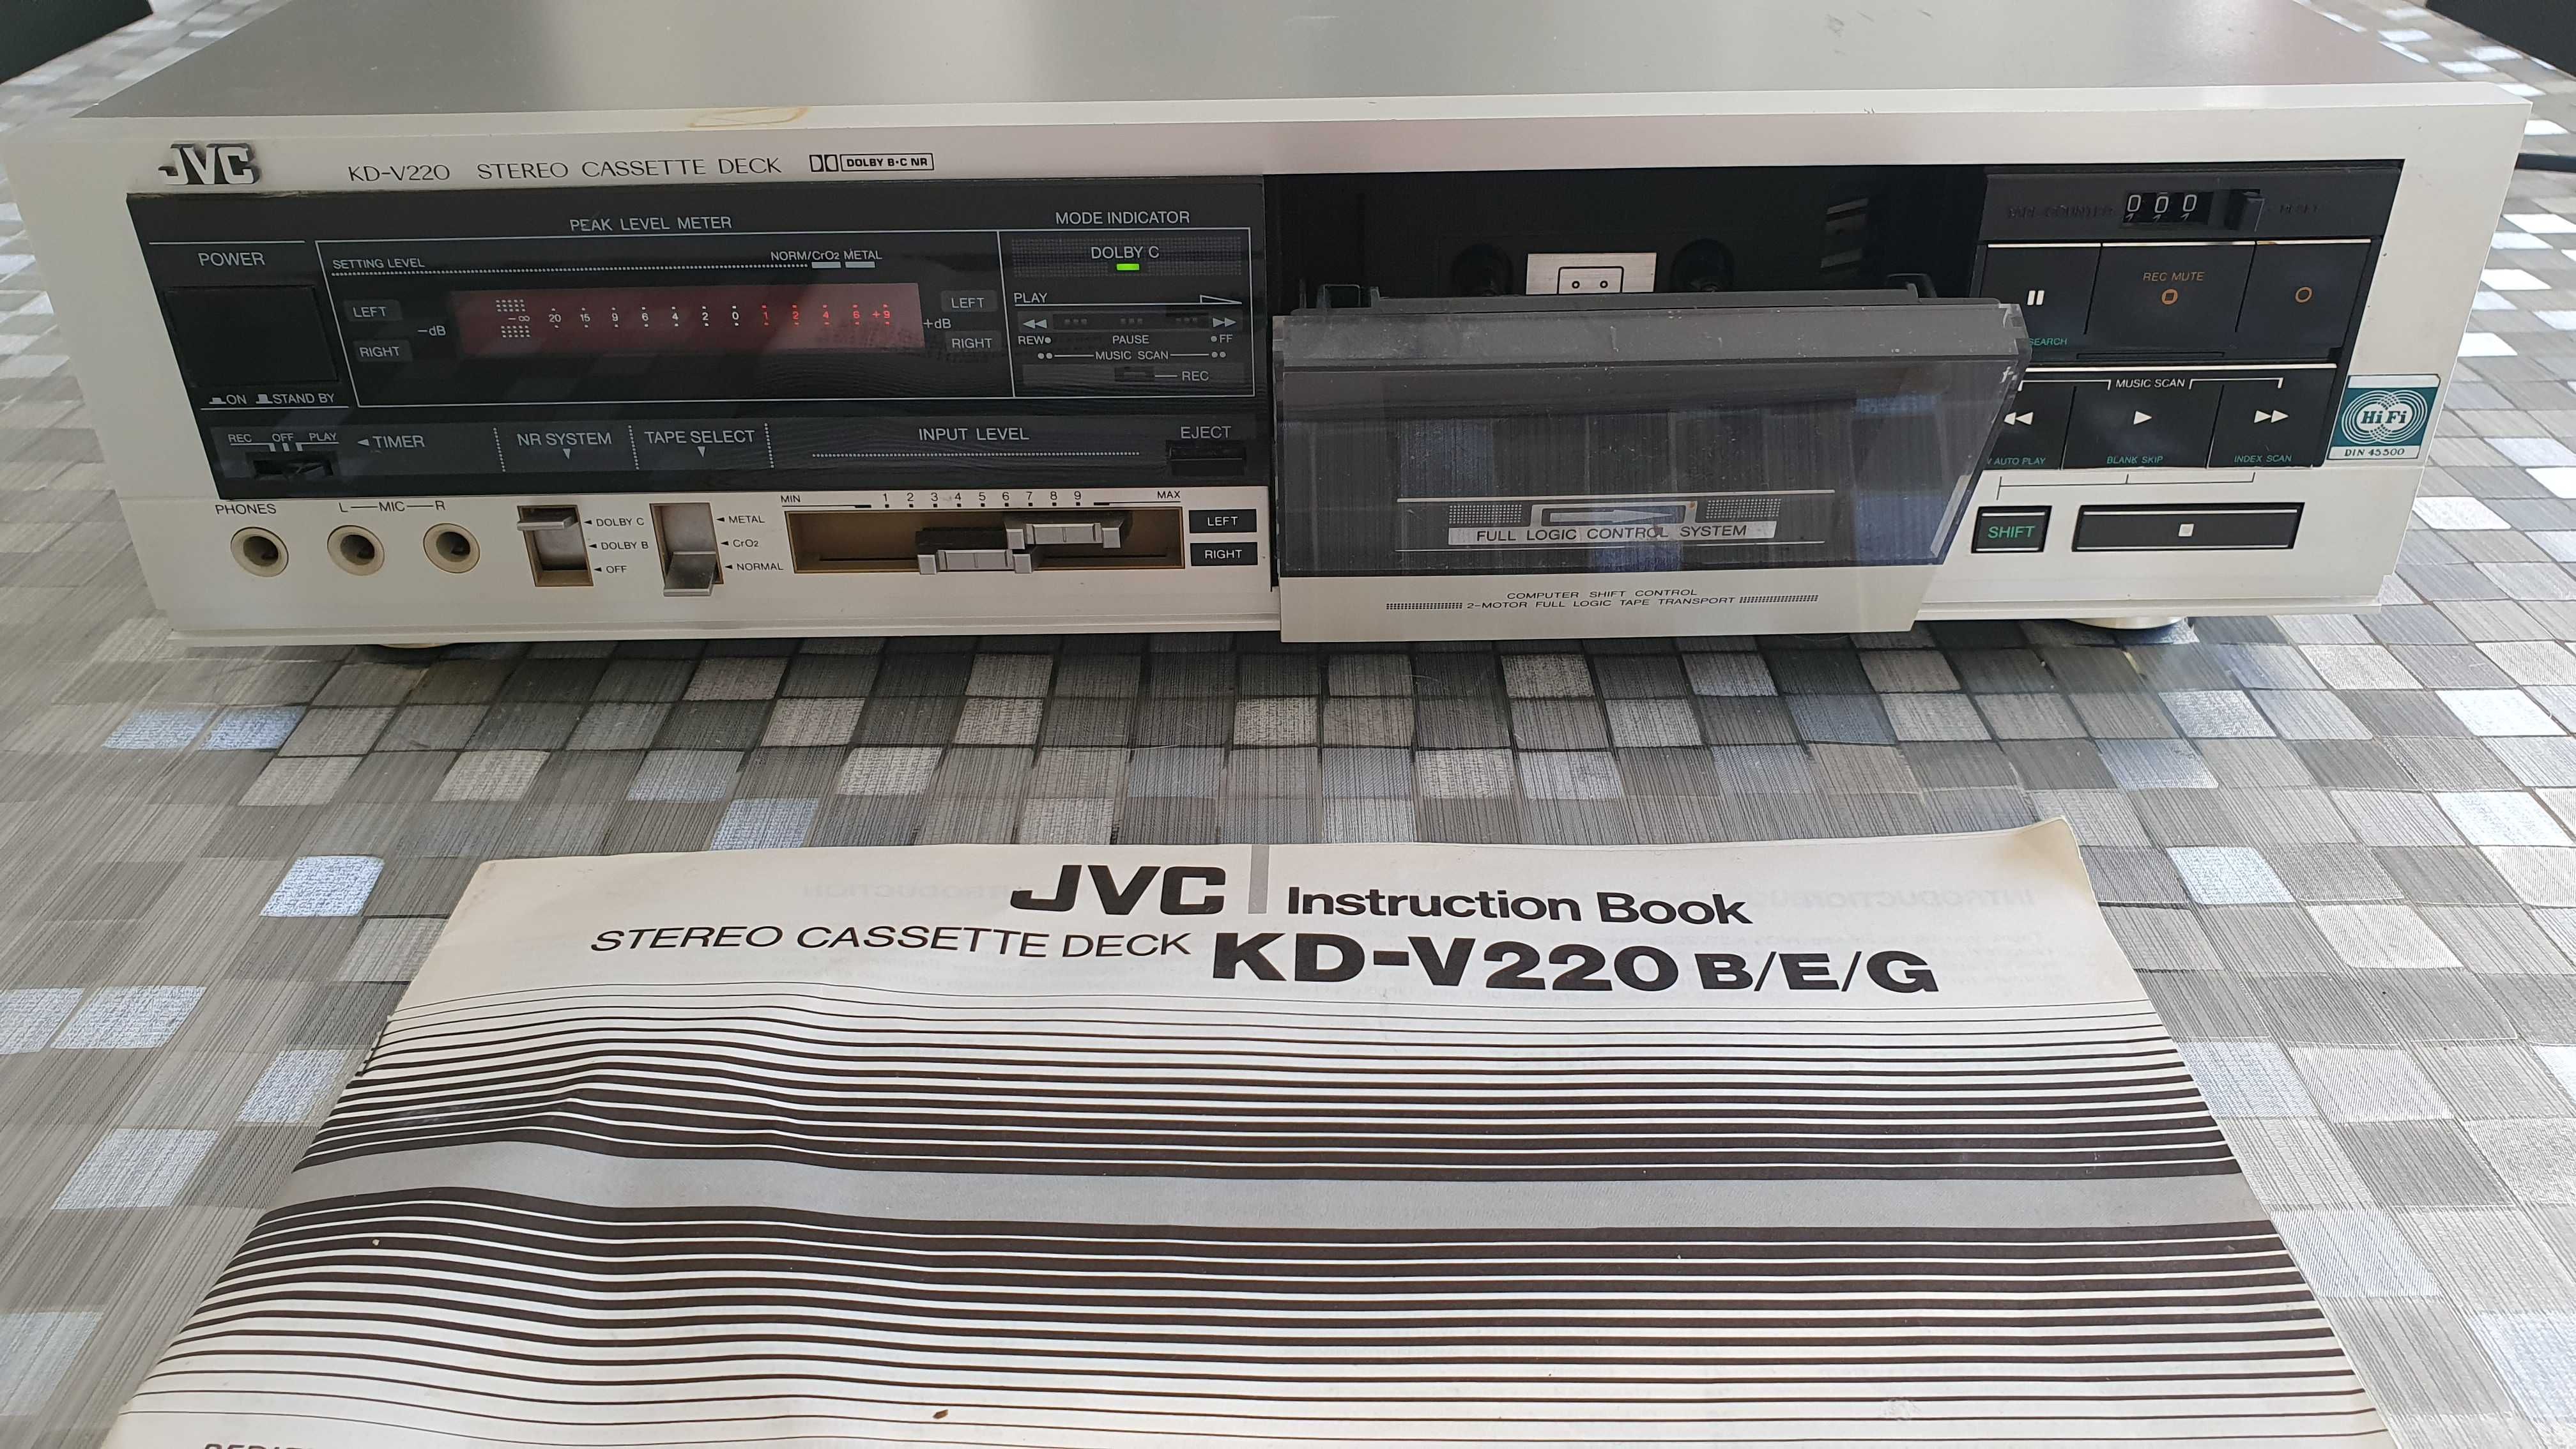 JVC
KD-V220 STEREO CASSETTE DECK DOLBY B·C NR
POWER
ON STAND BY
PEAK LEVEL METER
SETTING LEVEL
NORM/CrO2 METAL
LEFT
RIGHT
-dB
-∞ 20 15 9 6 4 2 0 1 2 4 6 +9
+dB
LEFT
RIGHT
MODE INDICATOR
DOLBY C
PLAY
REW PAUSE FF
MUSIC SCAN
REC
REC OFF PLAY
TIMER
NR SYSTEM
TAPE SELECT
INPUT LEVEL
EJECT
PHONES
L MIC R
DOLBY C
DOLBY B
OFF
METAL
CrO2
NORMAL
MIN 1 2 3 4 5 6 7 8 9 MAX
LEFT
RIGHT
FULL LOGIC CONTROL SYSTEM
COMPUTER SHIFT CONTROL
2-MOTOR FULL LOGIC TAPE TRANSPORT
TAPE COUNTER
000
RESET
REC MUTE
SEARCH
MUSIC SCAN
AUTO PLAY
BLANK SKIP
INDEX SCAN
SHIFT
Hi Fi
DIN 45500
JVC Instruction Book
STEREO CASSETTE DECK KD-V220 B/E/G